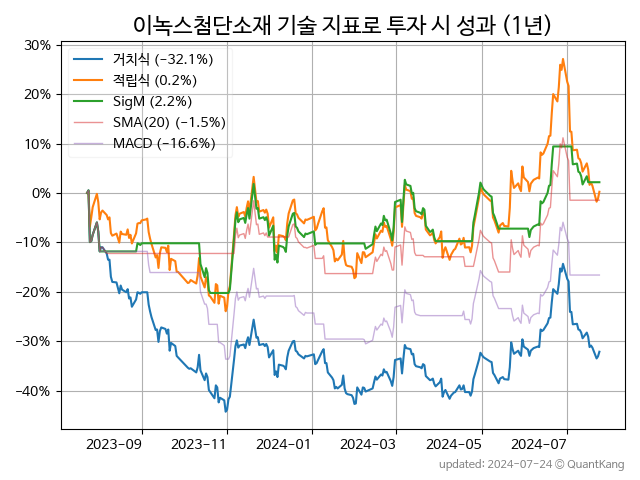 이녹스첨단소재 기술 지표로 투자 시 성과 (1년)
30%
20%
10%
0%
−10%
−20%
−30%
−40%
거치식 (−32.1%)
적립식 (0.2%)
SigM (2.2%)
SMA(20) (−1.5%)
MACD (−16.6%)
2023-09
2023-11
2024-01
2024-03
2024-05
2024-07
updated: 2024-07-24 © QuantKang